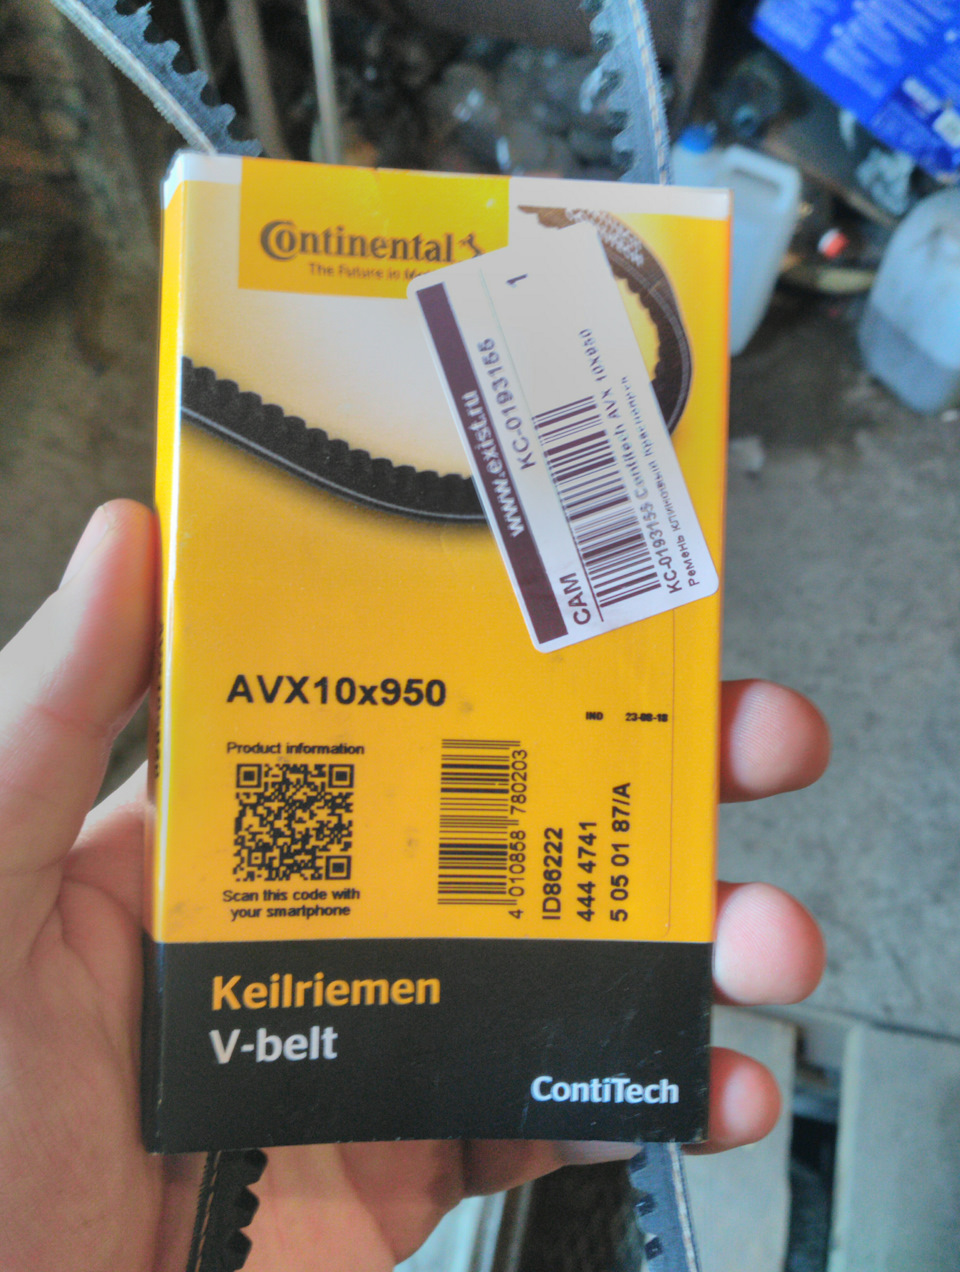 Continental
The Future in
1
www.exist.ru
KC-0193155
CAM
KC-0193155 Contitech AVX 10X950
Ремень клиновый
AVX10x950
IND 23-08-18
Product information
Scan this code with
your smartphone
4 010858 780203
ID86222
444 4741
5 05 01 87/A
Keilriemen
V-belt
ContiTech